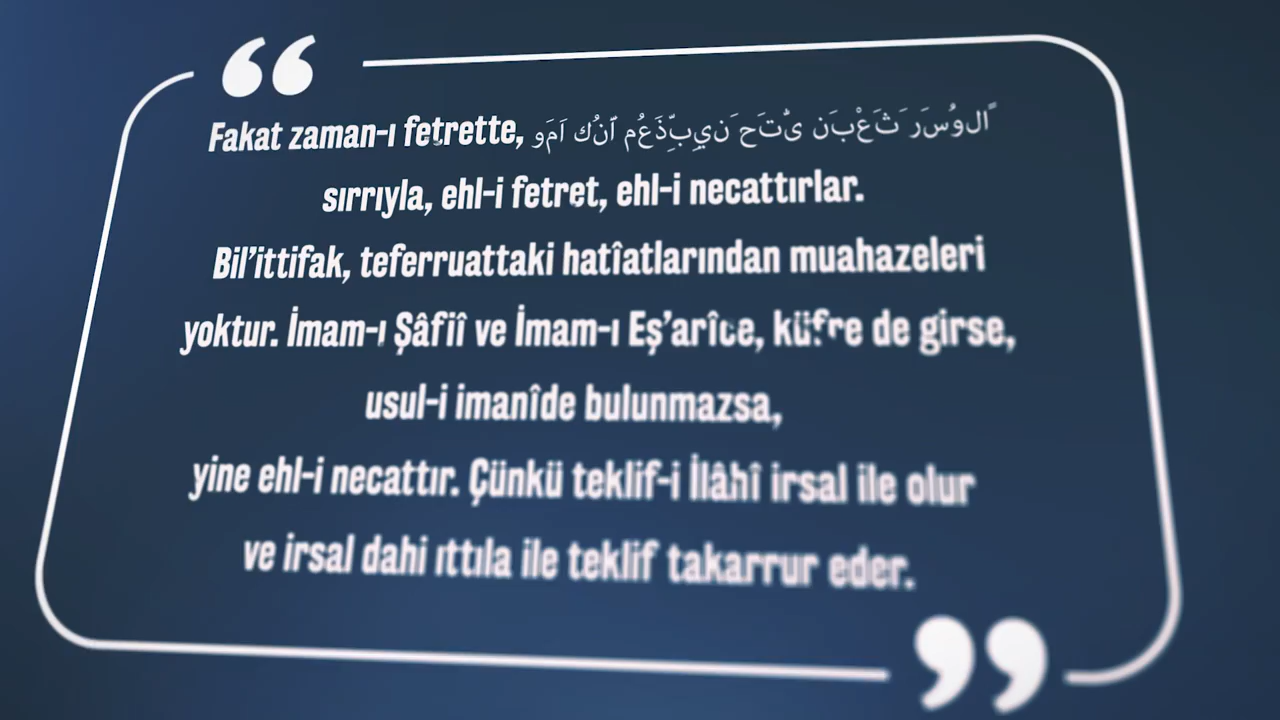 Fakat zaman-ı fetrette, ًالوُسَر َثَعْبَن ىَّتَح َنيِبِّذَعُم اَّنُك اَمَو
sırrıyla, ehl-i fetret, ehl-i necattırlar.
Bil’ittifak, teferruattaki hatîatlarından muahazeleri
yoktur. İmam-ı Şâfiî ve İmam-ı Eş’arîce, küfre de girse,
usul-i imanîde bulunmazsa,
yine ehl-i necattır. Çünkü teklif-i İlâhî irsal ile olur
ve irsal dahi ıttıla ile teklif takarrur eder.